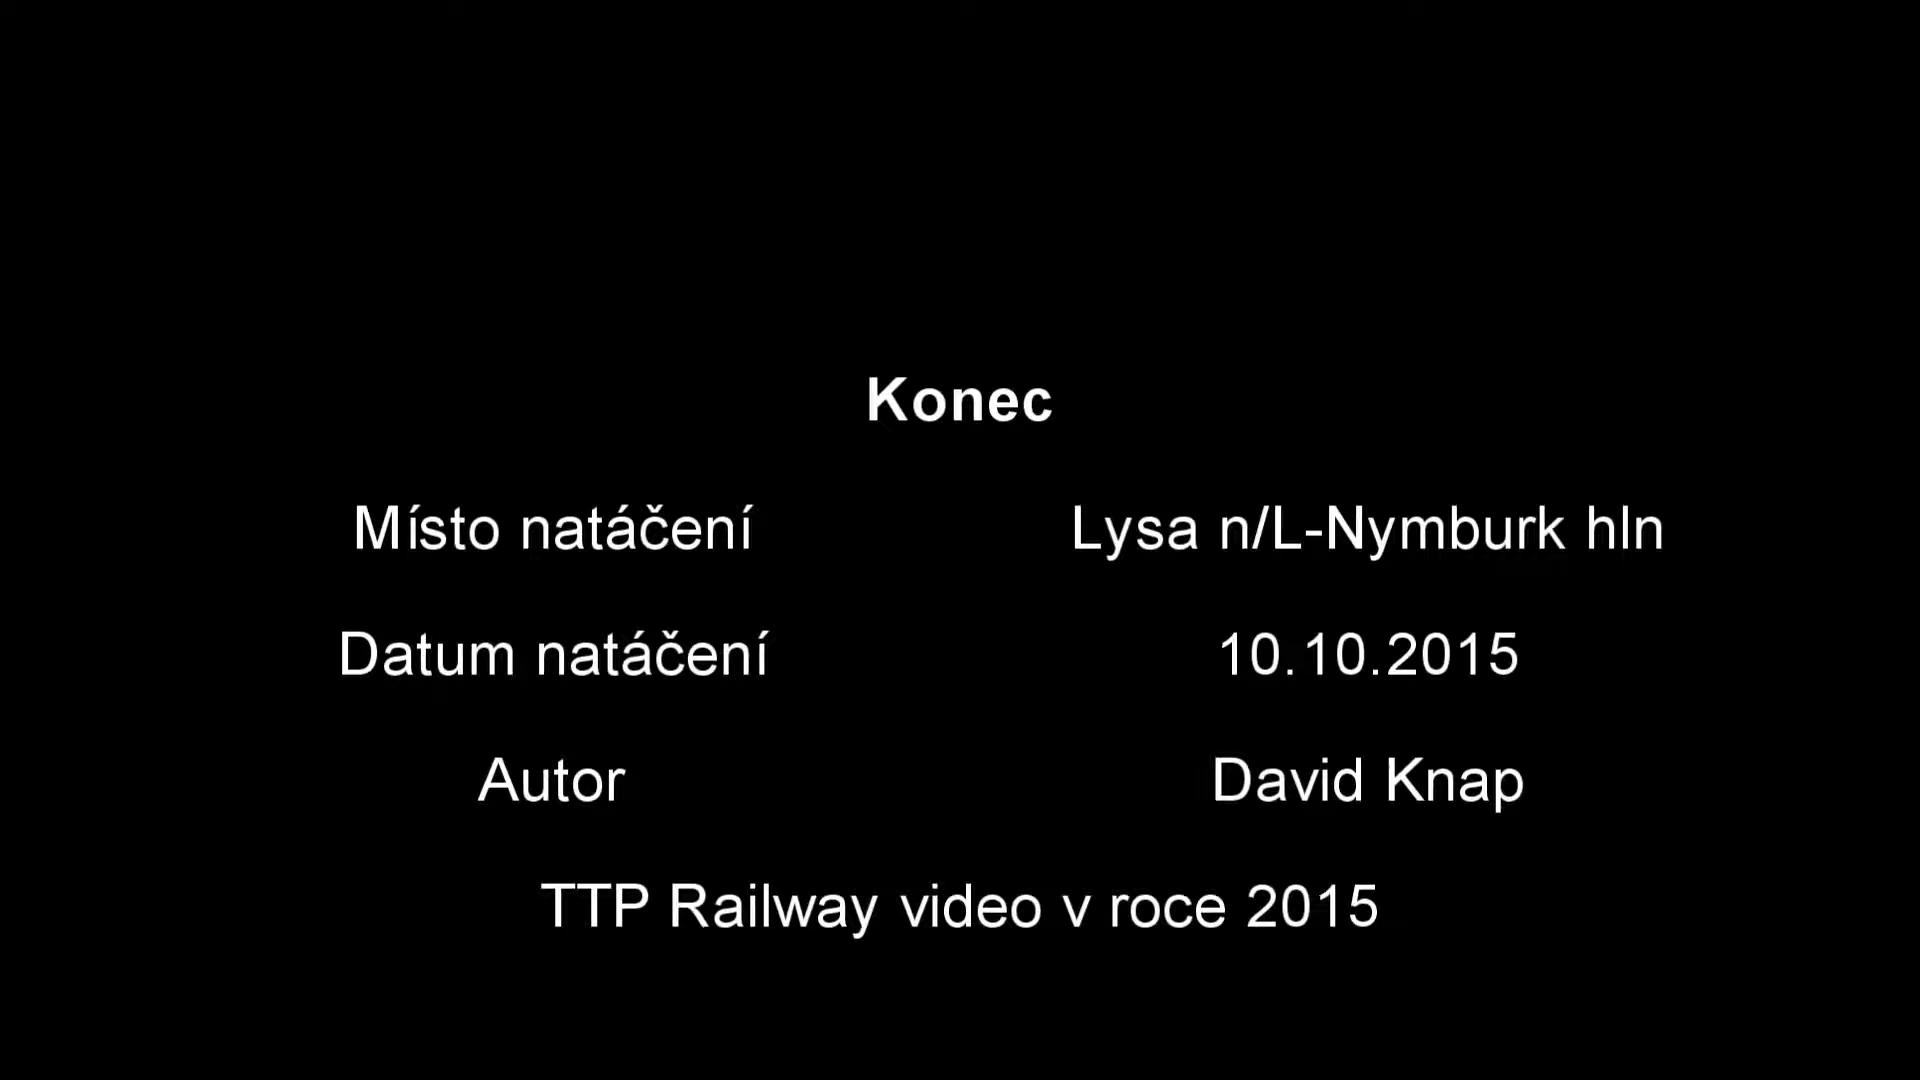 Konec
Místo natáčení Lysa n/L-Nymburk hln
Datum natáčení 10.10.2015
Autor David Knap
TTP Railway video v roce 2015